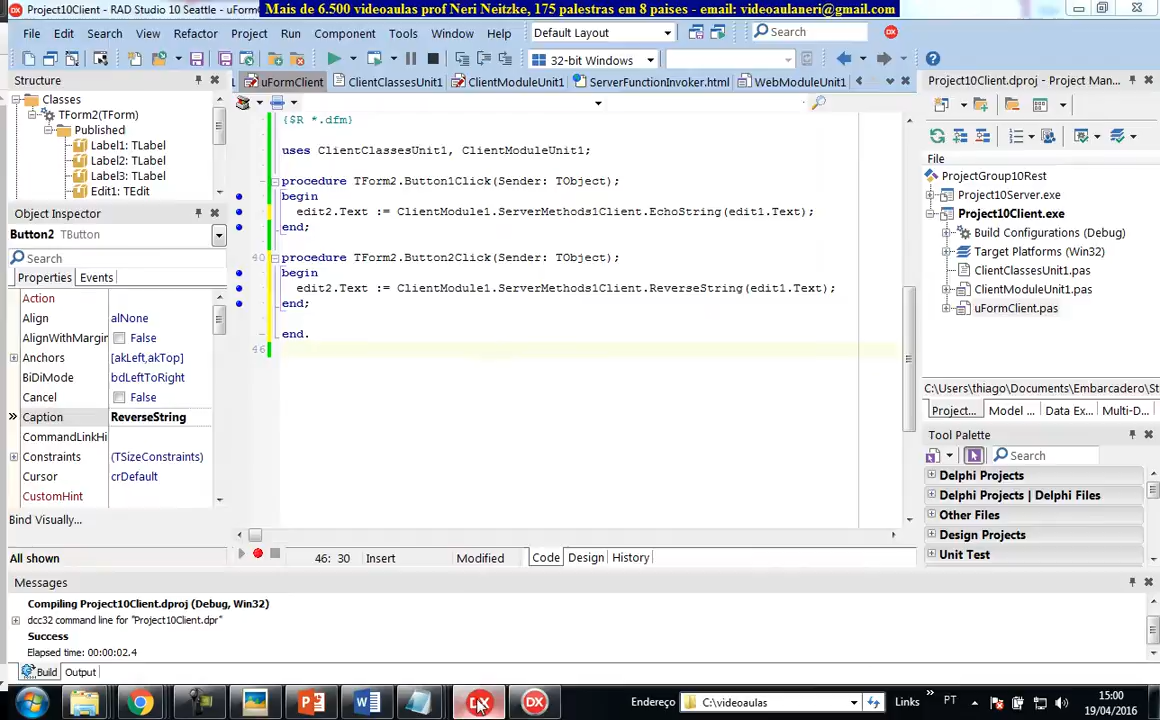 Project10Client - RAD Studio 10 Seattle - uForm
Mais de 6.500 videoaulas prof Neri Neitzke, 175 palestras em 8 paises - email: videoaulaneri@gmail.com
File Edit Search View Refactor Project Run Component Tools Window Help
Default Layout
Search
32-bit Windows
Structure
uFormClient ClientClassesUnit1 ClientModuleUnit1 ServerFunctionInvoker.html WebModuleUnit1
Project10Client.dproj - Project Man...
Classes
TForm2(TForm)
Published
Label1: TLabel
Label2: TLabel
Label3: TLabel
Edit1: TEdit
Object Inspector
Button2 TButton
Search
Properties Events
Action
Align alNone
AlignWithMargin False
Anchors [akLeft,akTop]
BiDiMode bdLeftToRight
Cancel False
Caption ReverseString
CommandLinkHi
Constraints (TSizeConstraints)
Cursor crDefault
CustomHint
Bind Visually...
All shown
{$R *.dfm}
uses ClientClassesUnit1, ClientModuleUnit1;
procedure TForm2.Button1Click(Sender: TObject);
begin
edit2.Text := ClientModule1.ServerMethods1Client.EchoString(edit1.Text);
end;
40 procedure TForm2.Button2Click(Sender: TObject);
begin
edit2.Text := ClientModule1.ServerMethods1Client.ReverseString(edit1.Text);
end;
end.
46
46: 30 Insert Modified Code Design History
File
Project10Rest
Project10Server.exe
Project10Client.exe
Build Configurations (Debug)
Target Platforms (Win32)
ClientClassesUnit1.pas
ClientModuleUnit1.pas
uFormClient.pas
C:\Users\thiago\Documents\Embarcadero\St
Project... Model ... Data Ex... Multi-D...
Tool Palette
Search
Delphi Projects
Delphi Projects | Delphi Files
Other Files
Design Projects
Unit Test
Messages
Compiling Project10Client.dproj (Debug, Win32)
dcc32 command line for "Project10Client.dpr"
Success
Elapsed time: 00:00:02.4
Build Output
Endereço C:\videoaulas Links PT
15:00
19/04/2016